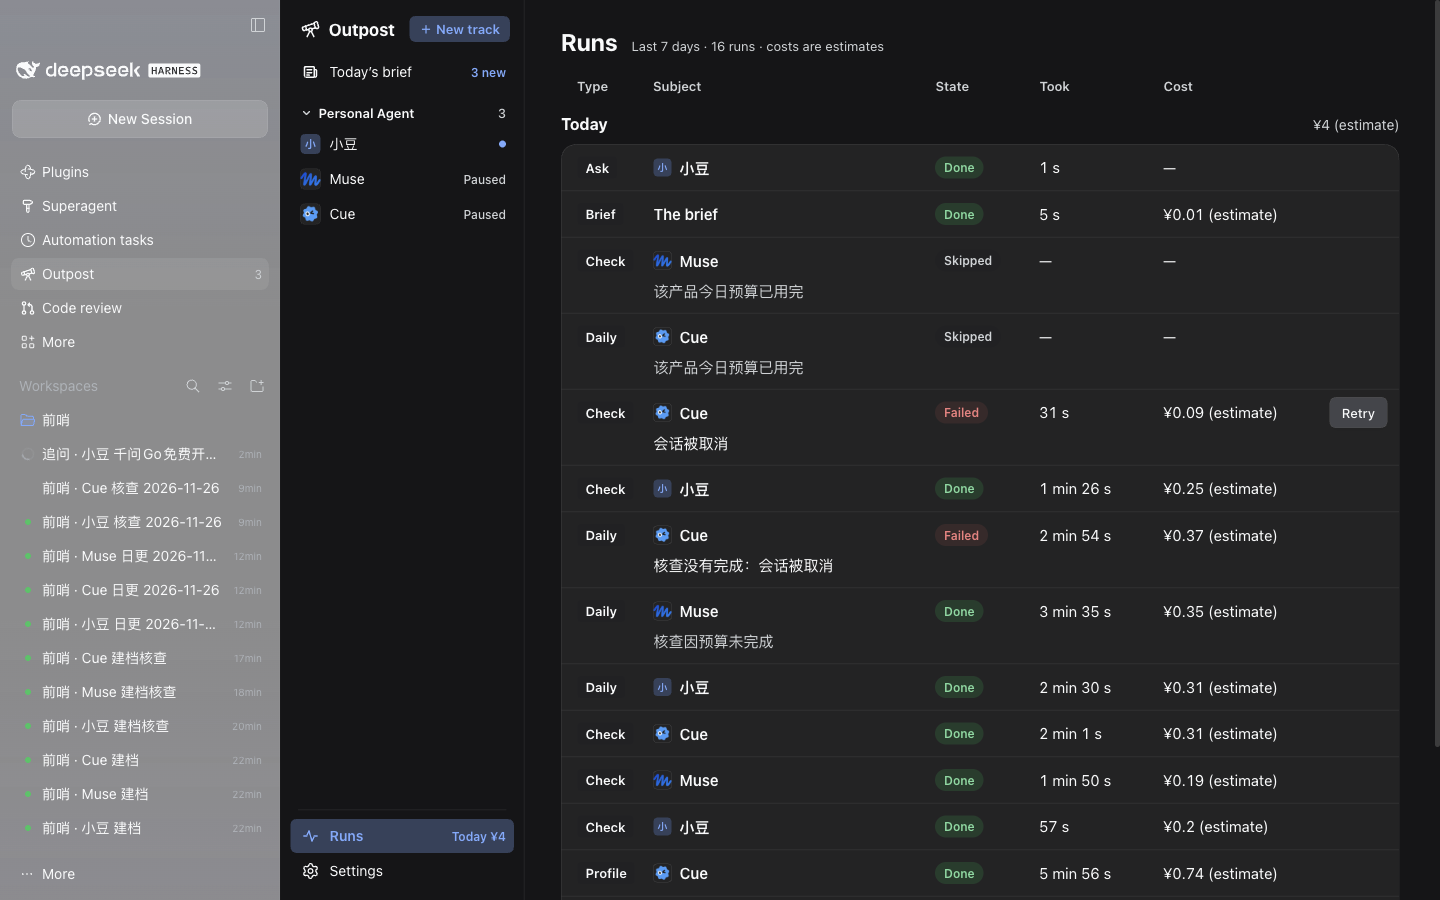 deepseek HARNESS
New Session
Plugins
Superagent
Automation tasks
Outpost 3
Code review
More
Workspaces
前哨
追问 · 小豆 千问Go免费开... 2min
前哨 · Cue 核查 2026-11-26 9min
前哨 · 小豆 核查 2026-11-26 9min
前哨 · Muse 日更 2026-11... 12min
前哨 · Cue 日更 2026-11-26 12min
前哨 · 小豆 日更 2026-11-... 12min
前哨 · Cue 建档核查 17min
前哨 · Muse 建档核查 18min
前哨 · 小豆 建档核查 20min
前哨 · Cue 建档 22min
前哨 · Muse 建档 22min
前哨 · 小豆 建档 22min
More
Outpost
+ New track
Today's brief 3 new
Personal Agent 3
小 小豆
Muse Paused
Cue Paused
Runs Today ¥4
Settings
Runs Last 7 days · 16 runs · costs are estimates
Type Subject State Took Cost
Today ¥4 (estimate)
Ask 小 小豆 Done 1 s —
Brief The brief Done 5 s ¥0.01 (estimate)
Check Muse Skipped — —
该产品今日预算已用完
Daily Cue Skipped — —
该产品今日预算已用完
Check Cue Failed 31 s ¥0.09 (estimate) Retry
会话被取消
Check 小 小豆 Done 1 min 26 s ¥0.25 (estimate)
Daily Cue Failed 2 min 54 s ¥0.37 (estimate)
核查没有完成：会话被取消
Daily Muse Done 3 min 35 s ¥0.35 (estimate)
核查因预算未完成
Daily 小 小豆 Done 2 min 30 s ¥0.31 (estimate)
Check Cue Done 2 min 1 s ¥0.31 (estimate)
Check Muse Done 1 min 50 s ¥0.19 (estimate)
Check 小 小豆 Done 57 s ¥0.2 (estimate)
Profile Cue Done 5 min 56 s ¥0.74 (estimate)